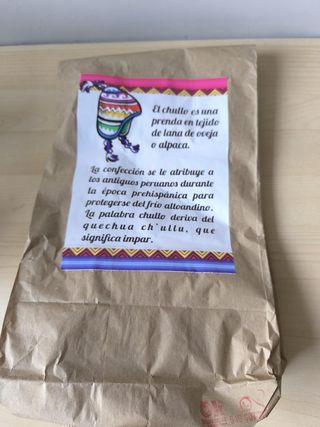 El chullo es una
prenda en tejido
de lana de oveja
o alpaca.
La confección se le atribuye a
los antiguos peruanos durante
la época prehispánica para
protegerse del frío altoandino.
La palabra chullo deriva del
quechua ch'ullu, que
significa impar.